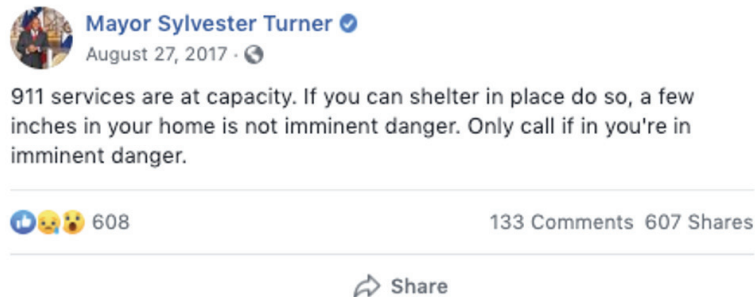 Mayor Sylvester Turner
August 27, 2017 ·
911 services are at capacity. If you can shelter in place do so, a few
inches in your home is not imminent danger. Only call if in you're in
imminent danger.
608
133 Comments 607 Shares
Share